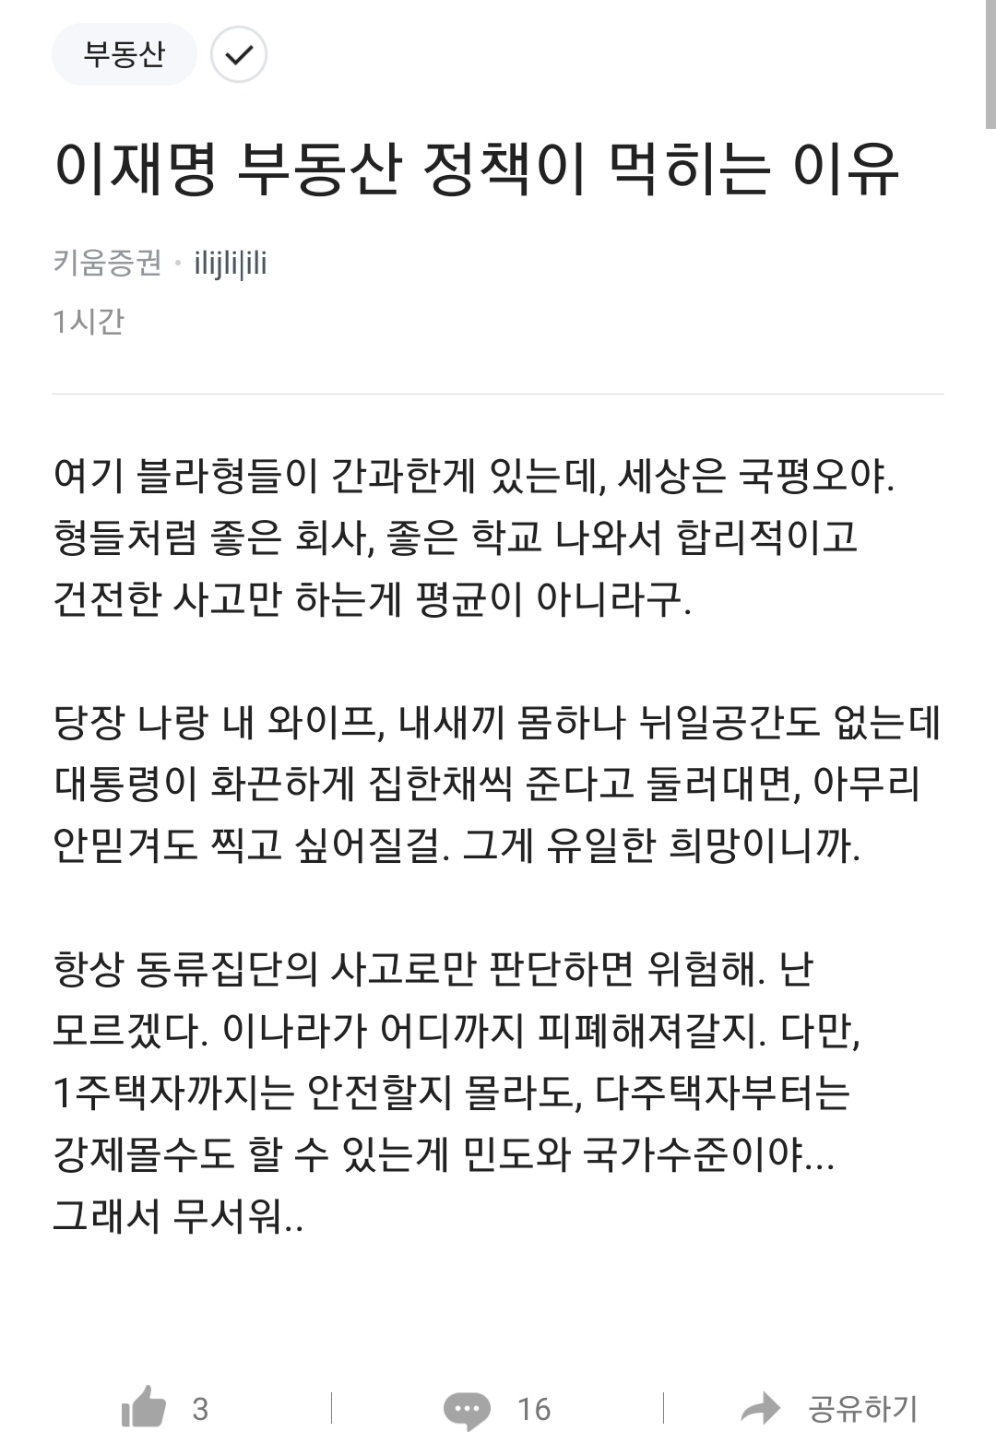 부동산
이재명 부동산 정책이 먹히는 이유
키움증권 · ilijli|ili
1시간
여기 블라형들이 간과한게 있는데, 세상은 국평오야.
형들처럼 좋은 회사, 좋은 학교 나와서 합리적이고
건전한 사고만 하는게 평균이 아니라구.
당장 나랑 내 와이프, 내새끼 몸하나 뉘일공간도 없는데
대통령이 화끈하게 집한채씩 준다고 둘러대면, 아무리
안믿겨도 찍고 싶어질걸. 그게 유일한 희망이니까.
항상 동류집단의 사고로만 판단하면 위험해. 난
모르겠다. 이나라가 어디까지 피폐해져갈지. 다만,
1주택자까지는 안전할지 몰라도, 다주택자부터는
강제몰수도 할 수 있는게 민도와 국가수준이야...
그래서 무서워..
3
16
공유하기